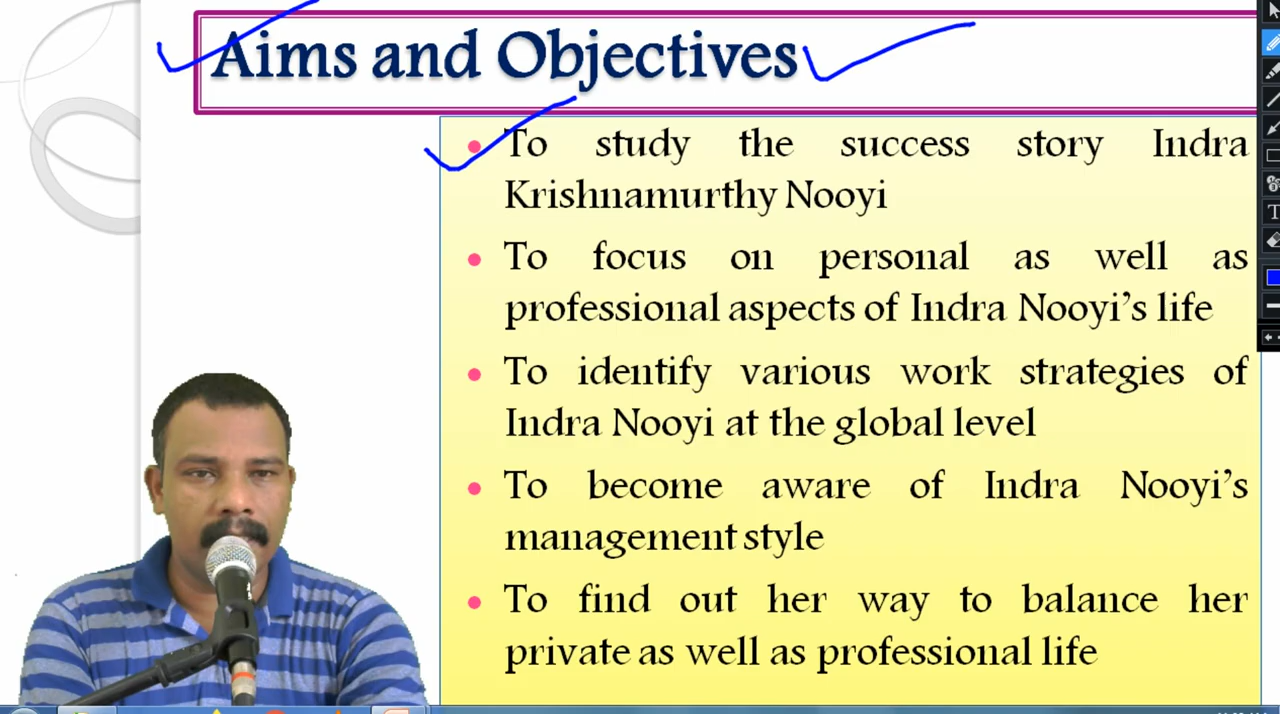 Aims and Objectives
• To study the success story Indra
Krishnamurthy Nooyi
• To focus on personal as well as
professional aspects of Indra Nooyi's life
• To identify various work strategies of
Indra Nooyi at the global level
• To become aware of Indra Nooyi's
management style
• To find out her way to balance her
private as well as professional life